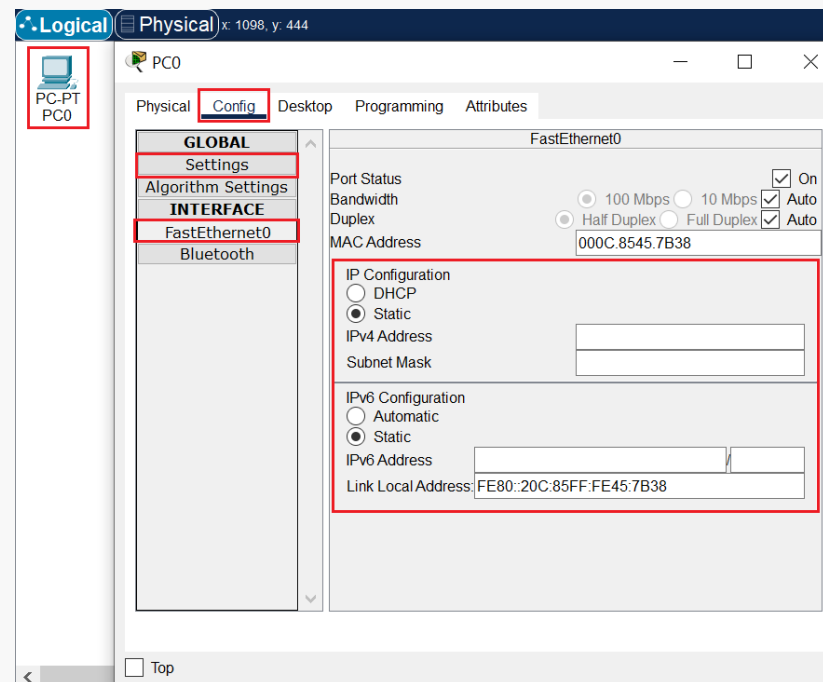 Logical Physical x: 1098, y: 444
PC-PT
PC0
PC0
Physical Config Desktop Programming Attributes
GLOBAL
Settings
Algorithm Settings
INTERFACE
FastEthernet0
Bluetooth
FastEthernet0
Port Status On
Bandwidth 100 Mbps 10 Mbps Auto
Duplex Half Duplex Full Duplex Auto
MAC Address 000C.8545.7B38
IP Configuration
DHCP
Static
IPv4 Address
Subnet Mask
IPv6 Configuration
Automatic
Static
IPv6 Address /
Link Local Address: FE80::20C:85FF:FE45:7B38
Top